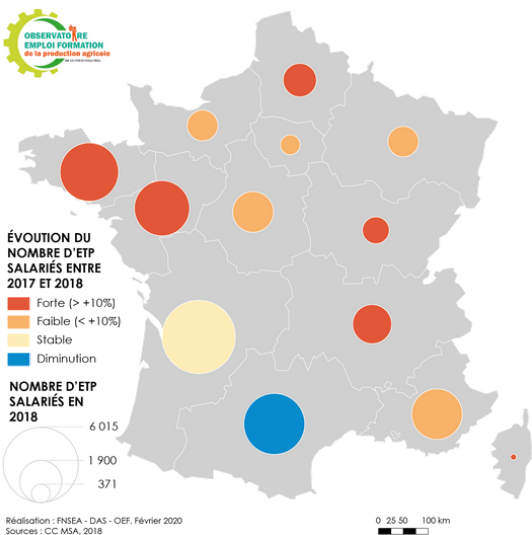 OBSERVATOIRE
EMPLOI FORMATION
de la production agricole
ÉVOUTION DU
NOMBRE D'ETP
SALARIÉS ENTRE
2017 ET 2018
Forte (> +10%)
Faible (< +10%)
Stable
Diminution
NOMBRE D'ETP
SALARIÉS EN
2018
6 015
1 900
371
Réalisation : FNSEA - DAS - OEF, Février 2020
Sources : CC MSA, 2018
0 25 50 100 km